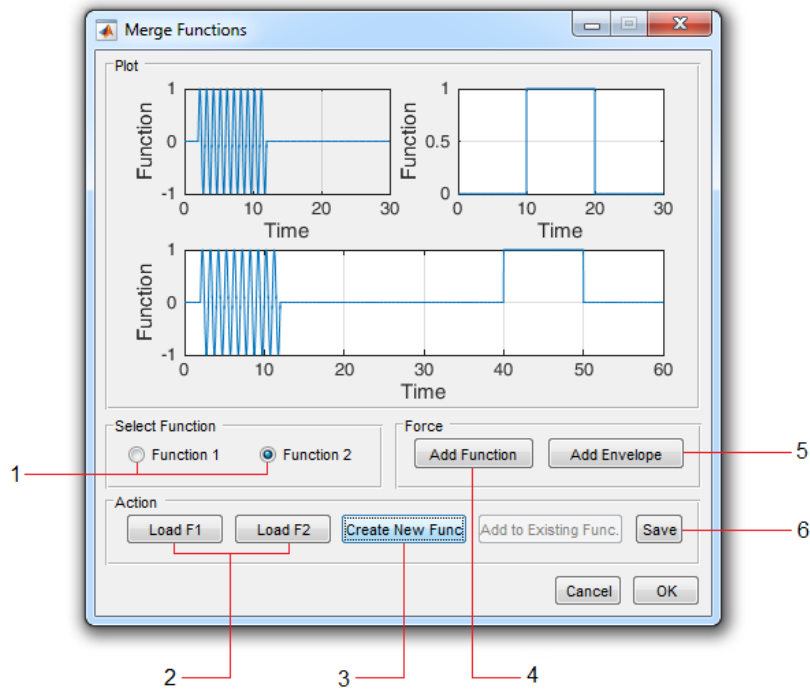 Merge Functions
Plot
1
0
-1
Function
0 10 20 30
Time
1
0.5
0
Function
0 10 20 30
Time
1
0
-1
Function
0 10 20 30 40 50 60
Time
Select Function
Function 1 Function 2
Force
Add Function Add Envelope
1
5
Action
Load F1 Load F2 Create New Func Add to Existing Func. Save
6
Cancel OK
2 3 4